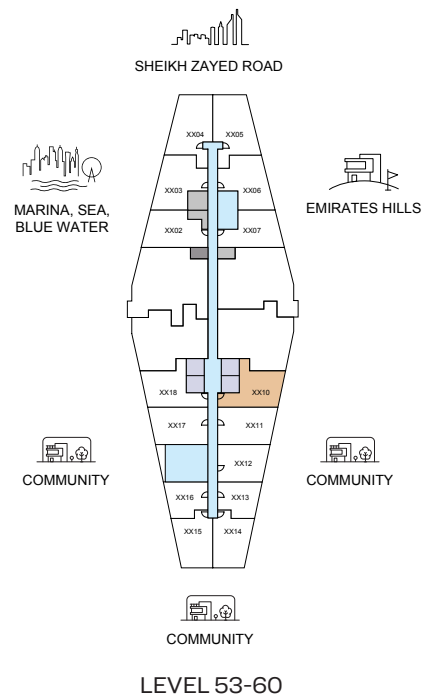 SHEIKH ZAYED ROAD
XX04 XX05
MARINA, SEA,
BLUE WATER
XX03 XX06
EMIRATES HILLS
XX02 XX07
XX18 XX10
XX17 XX11
COMMUNITY
XX12
COMMUNITY
XX16 XX13
XX15 XX14
COMMUNITY
LEVEL 53-60